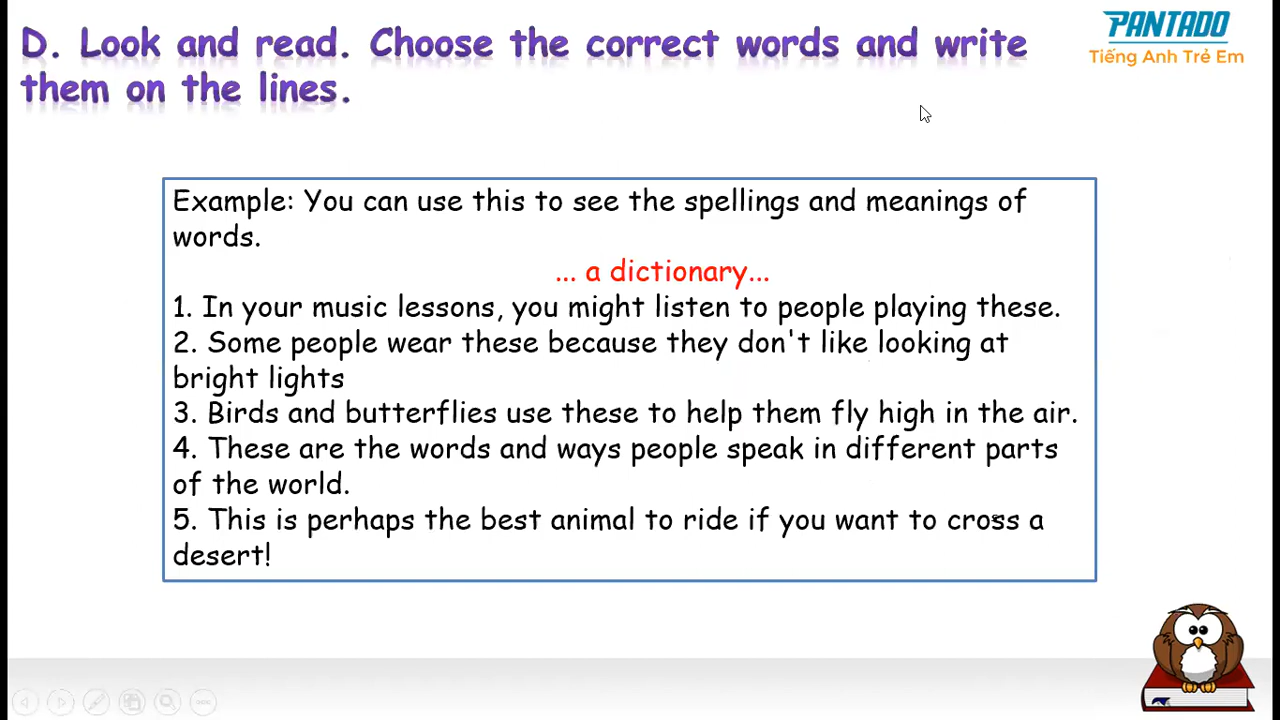 D. Look and read. Choose the correct words and write
them on the lines.
PANTADO
Tiếng Anh Trẻ Em
Example: You can use this to see the spellings and meanings of
words.
... a dictionary...
1. In your music lessons, you might listen to people playing these.
2. Some people wear these because they don't like looking at
bright lights
3. Birds and butterflies use these to help them fly high in the air.
4. These are the words and ways people speak in different parts
of the world.
5. This is perhaps the best animal to ride if you want to cross a
desert!